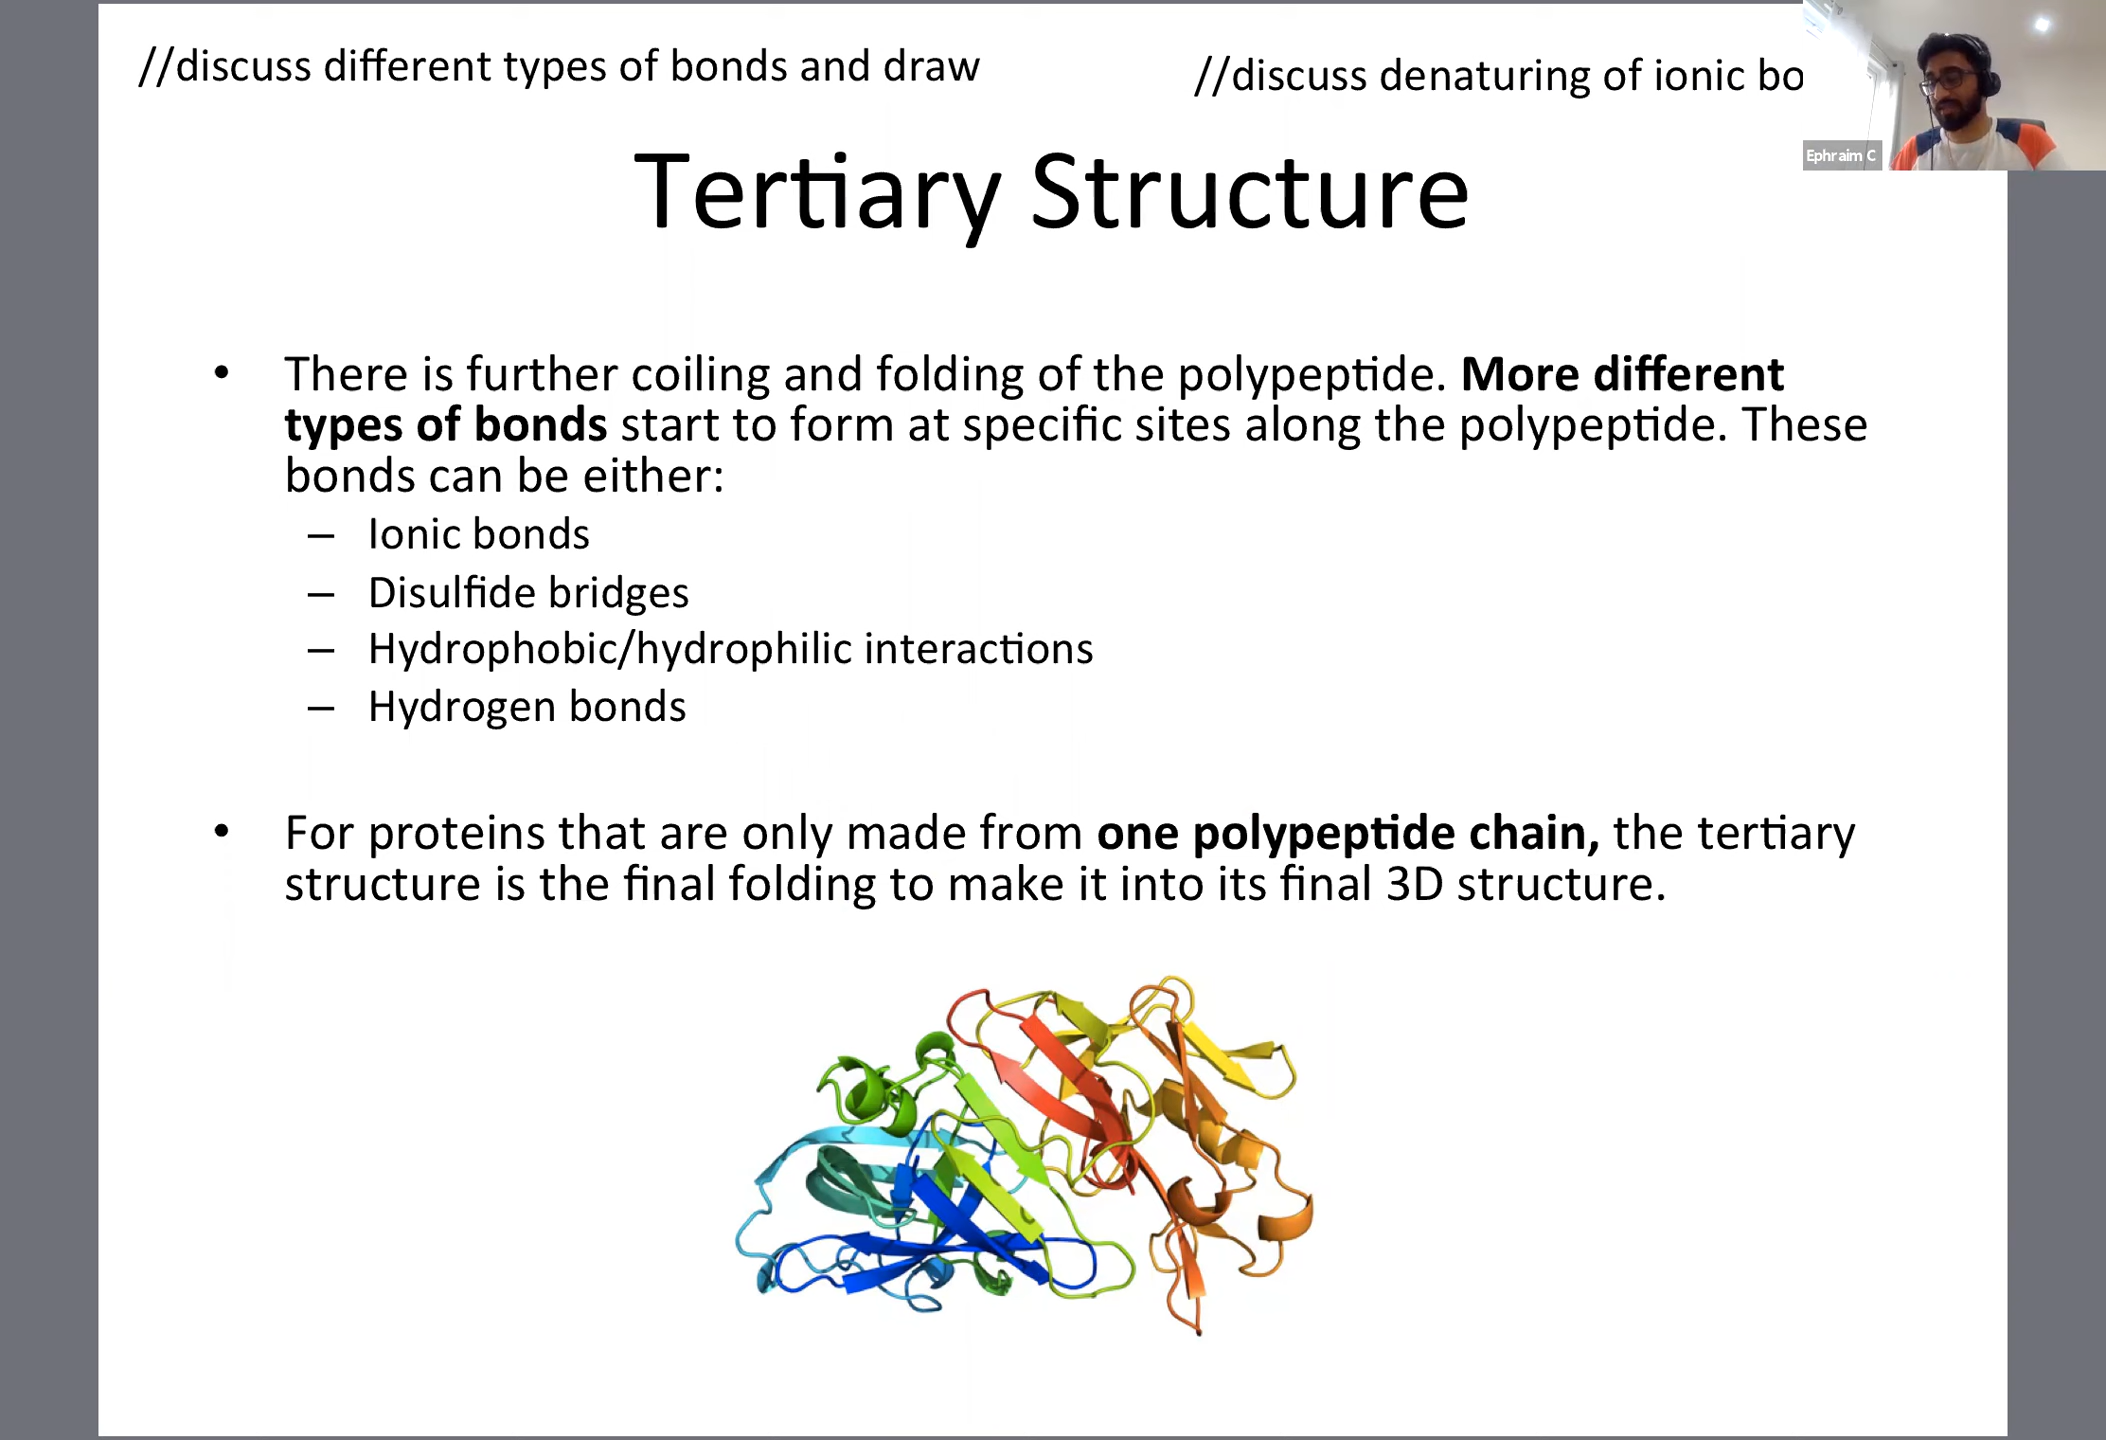 //discuss different types of bonds and draw
//discuss denaturing of ionic bo
Ephraim C
Tertiary Structure
• There is further coiling and folding of the polypeptide. More different
types of bonds start to form at specific sites along the polypeptide. These
bonds can be either:
– Ionic bonds
– Disulfide bridges
– Hydrophobic/hydrophilic interactions
– Hydrogen bonds
• For proteins that are only made from one polypeptide chain, the tertiary
structure is the final folding to make it into its final 3D structure.